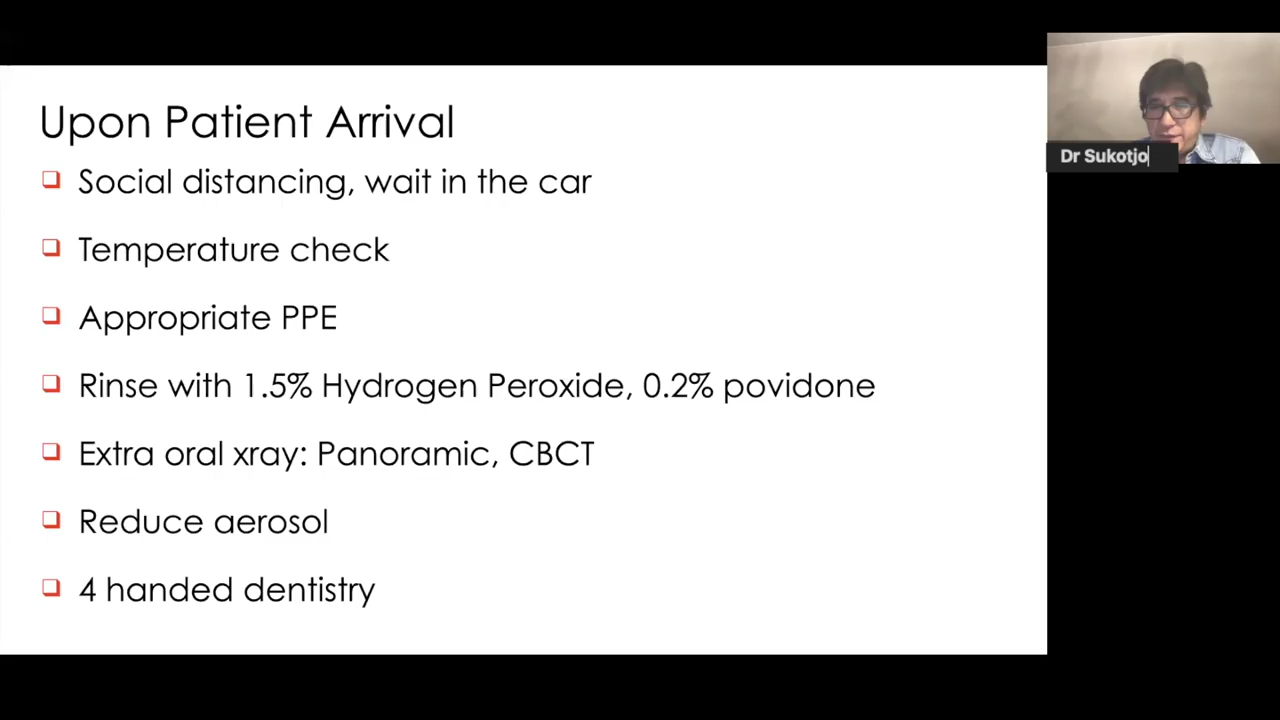 Upon Patient Arrival
Social distancing, wait in the car
Temperature check
Appropriate PPE
Rinse with 1.5% Hydrogen Peroxide, 0.2% povidone
Extra oral xray: Panoramic, CBCT
Reduce aerosol
4 handed dentistry
Dr Sukotjo